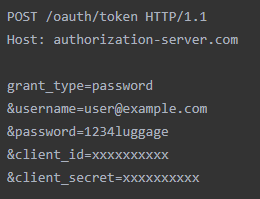 POST /oauth/token HTTP/1.1
Host: authorization-server.com

grant_type=password
&username=user@example.com
&password=1234luggage
&client_id=xxxxxxxxxx
&client_secret=xxxxxxxxxx